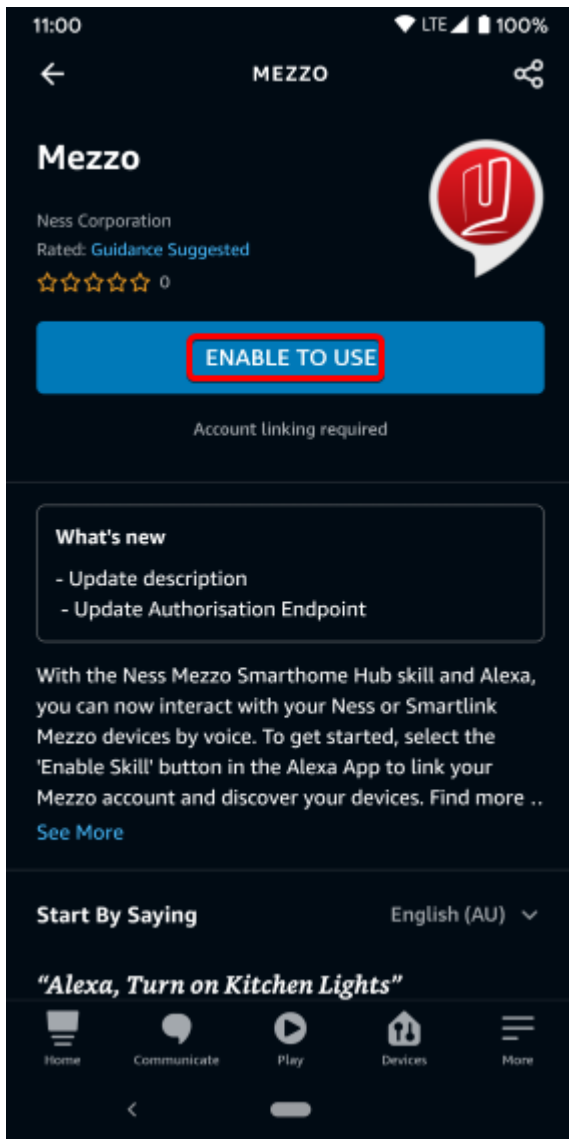 11:00 LTE 100%
MEZZO
Mezzo
Ness Corporation
Rated: Guidance Suggested
0
ENABLE TO USE
Account linking required
What's new
- Update description
- Update Authorisation Endpoint
With the Ness Mezzo Smarthome Hub skill and Alexa,
you can now interact with your Ness or Smartlink
Mezzo devices by voice. To get started, select the
'Enable Skill' button in the Alexa App to link your
Mezzo account and discover your devices. Find more ..
See More
Start By Saying English (AU)
“Alexa, Turn on Kitchen Lights”
Home Communicate Play Devices More